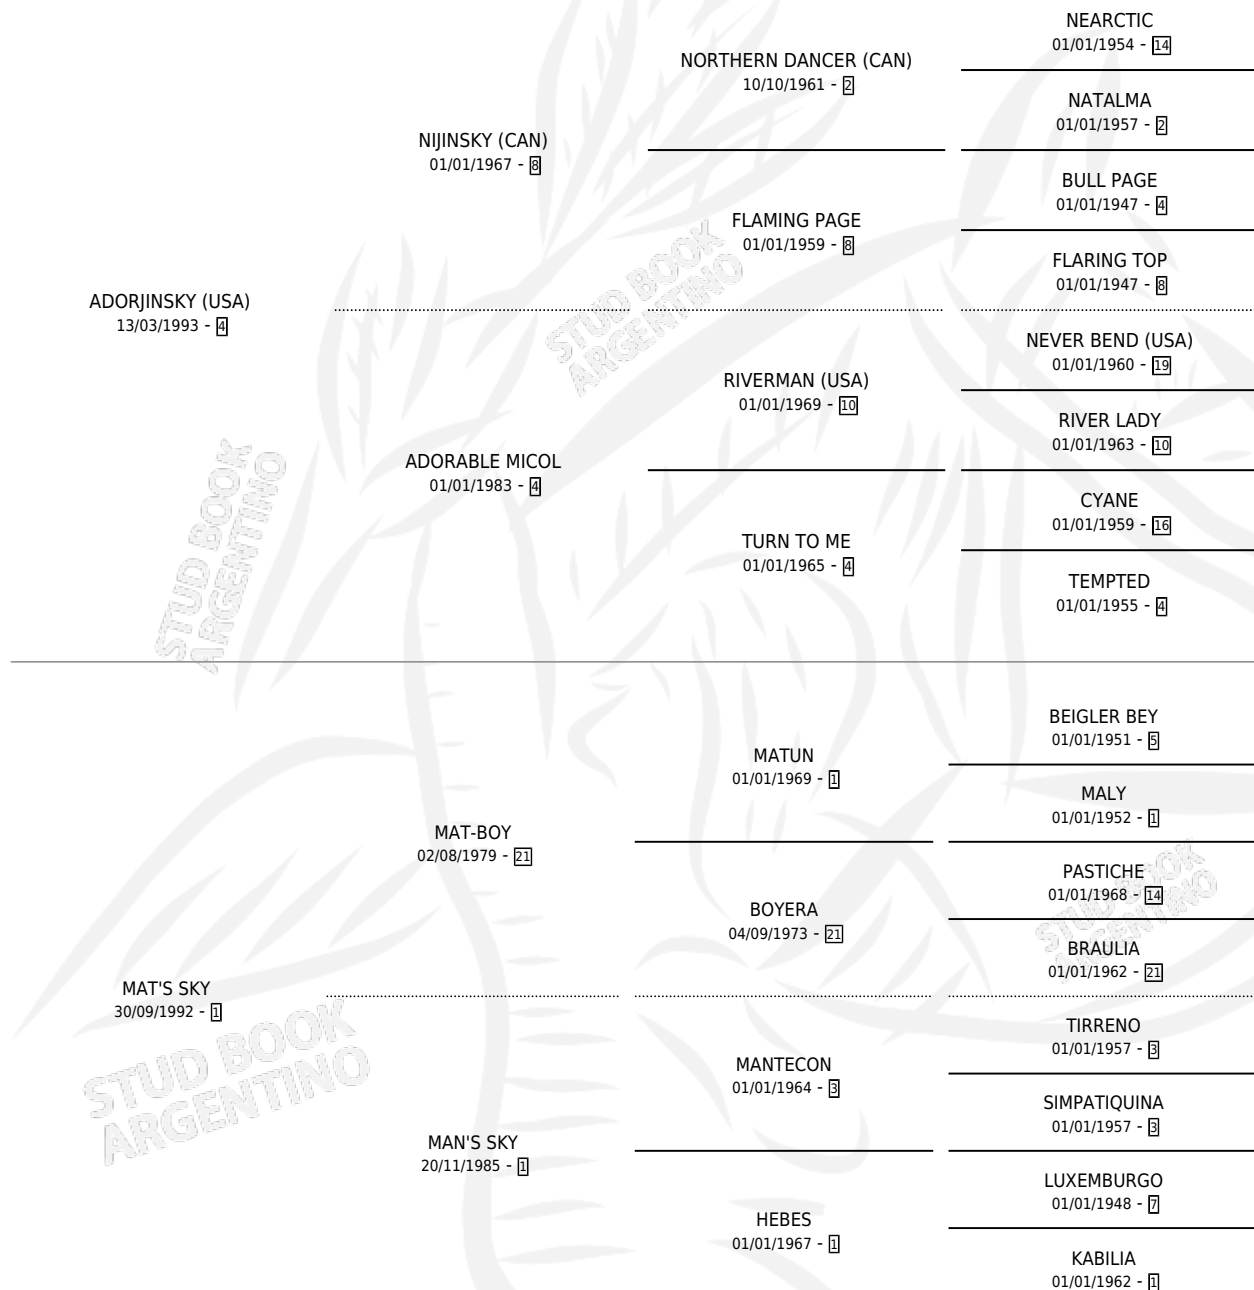 NEARCTIC
01/01/1954 - 14
NORTHERN DANCER (CAN)
10/10/1961 - 2
NATALMA
01/01/1957 - 2
NIJINSKY (CAN)
01/01/1967 - 8
BULL PAGE
01/01/1947 - 4
FLAMING PAGE
01/01/1959 - 8
FLARING TOP
01/01/1947 - 8
ADORJINSKY (USA)
13/03/1993 - 4
NEVER BEND (USA)
01/01/1960 - 19
RIVERMAN (USA)
01/01/1969 - 10
RIVER LADY
01/01/1963 - 10
ADORABLE MICOL
01/01/1983 - 4
CYANE
01/01/1959 - 16
TURN TO ME
01/01/1965 - 4
TEMPTED
01/01/1955 - 4
BEIGLER BEY
01/01/1951 - 5
MATUN
01/01/1969 - 1
MALY
01/01/1952 - 1
MAT-BOY
02/08/1979 - 21
PASTICHE
01/01/1968 - 14
BOYERA
04/09/1973 - 21
BRAULIA
01/01/1962 - 21
MAT'S SKY
30/09/1992 - 1
TIRRENO
01/01/1957 - 3
MANTECON
01/01/1964 - 3
SIMPATIQUINA
01/01/1957 - 3
MAN'S SKY
20/11/1985 - 1
LUXEMBURGO
01/01/1948 - 7
HEBES
01/01/1967 - 1
KABILIA
01/01/1962 - 1
STUD BOOK
ARGENTINO
STUD BOOK
ARGENTINO
STUD BOOK
ARGENTINO
STUD BOOK
ARGENTINO